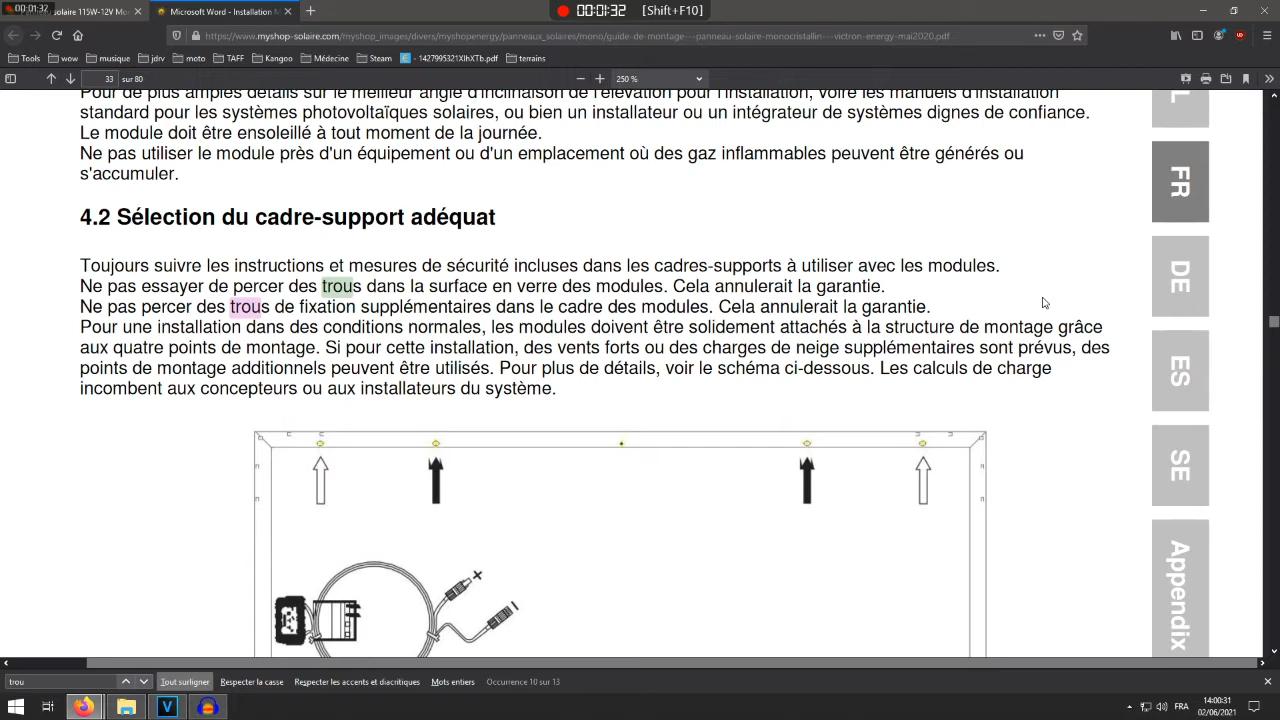 00:01:32
solaire 115W-12V Mo
Microsoft Word - Installation M
00:01:32 [Shift+F10]
https://www.myshop-solaire.com/myshop_images/divers/myshopenergy/panneaux_solaires/mono/guide-de-montage---panneau-solaire-monocristallin---victron-energy-mai2020.pdf
Tools wow musique jdrv moto TAFF Kangoo Médecine Steam - 1427995321XIhXTb.pdf terrains
33 sur 80
250 %
Pour de plus amples détails sur le meilleur angle d'inclinaison de l'élévation pour l'installation, voire les manuels d'installation
standard pour les systèmes photovoltaïques solaires, ou bien un installateur ou un intégrateur de systèmes dignes de confiance.
Le module doit être ensoleillé à tout moment de la journée.
Ne pas utiliser le module près d'un équipement ou d'un emplacement où des gaz inflammables peuvent être générés ou
s'accumuler.
4.2 Sélection du cadre-support adéquat
Toujours suivre les instructions et mesures de sécurité incluses dans les cadres-supports à utiliser avec les modules.
Ne pas essayer de percer des trous dans la surface en verre des modules. Cela annulerait la garantie.
Ne pas percer des trous de fixation supplémentaires dans le cadre des modules. Cela annulerait la garantie.
Pour une installation dans des conditions normales, les modules doivent être solidement attachés à la structure de montage grâce
aux quatre points de montage. Si pour cette installation, des vents forts ou des charges de neige supplémentaires sont prévus, des
points de montage additionnels peuvent être utilisés. Pour plus de détails, voir le schéma ci-dessous. Les calculs de charge
incombent aux concepteurs ou aux installateurs du système.
+
-
FR
DE
ES
SE
Appendix
trou
Tout surligner
Respecter la casse
Respecter les accents et diacritiques
Mots entiers
Occurrence 10 sur 13
FR
14:00:31
02/06/2021